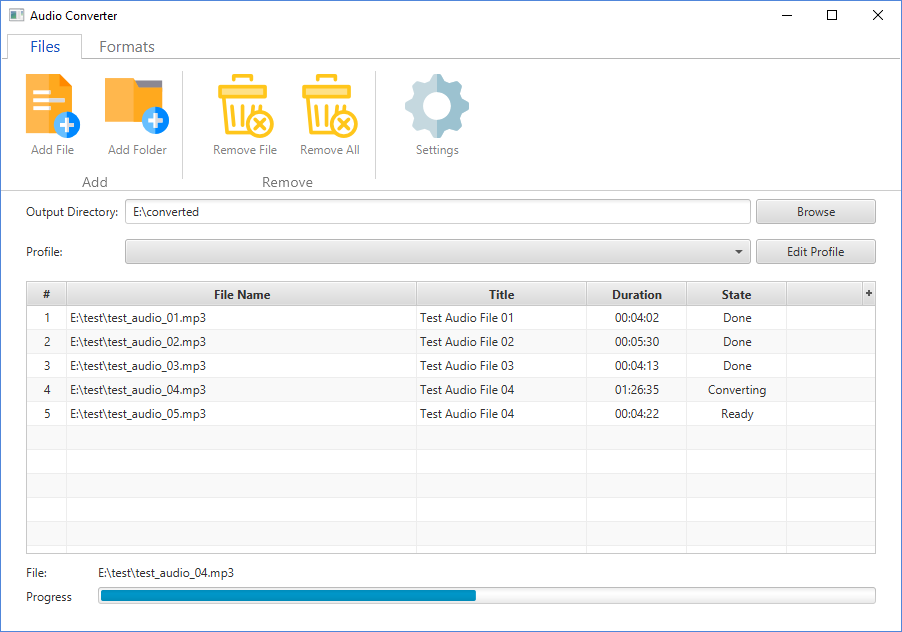 Audio Converter
Files Formats
Add File Add Folder Remove File Remove All Settings
Add Remove
Output Directory: E:\converted Browse
Profile: Edit Profile
# File Name Title Duration State +
1 E:\test\test_audio_01.mp3 Test Audio File 01 00:04:02 Done
2 E:\test\test_audio_02.mp3 Test Audio File 02 00:05:30 Done
3 E:\test\test_audio_03.mp3 Test Audio File 03 00:04:13 Done
4 E:\test\test_audio_04.mp3 Test Audio File 04 01:26:35 Converting
5 E:\test\test_audio_05.mp3 Test Audio File 04 00:04:22 Ready
File: E:\test\test_audio_04.mp3
Progress